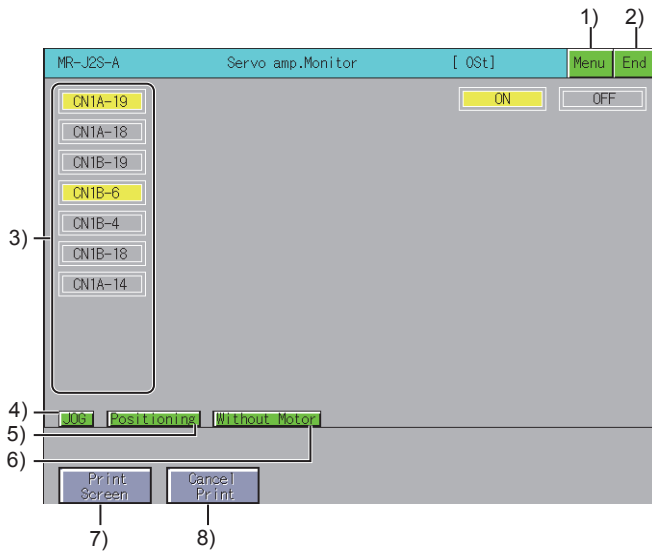 1) 2)
MR-J2S-A Servo amp.Monitor [ 0St] Menu End
CN1A-19 ON OFF
CN1A-18
CN1B-19
CN1B-6
CN1B-4
3)
CN1B-18
CN1A-14
4) JOG Positioning Without Motor
5)
6)
Print Screen Cancel Print
7) 8)